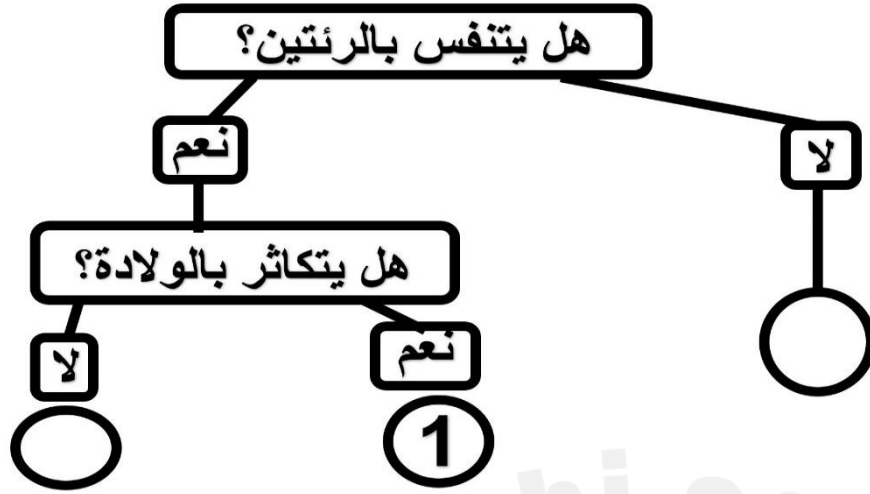 هل يتنفس بالرئتين؟
نعم
لا
هل يتكاثر بالولادة؟
نعم
لا
1